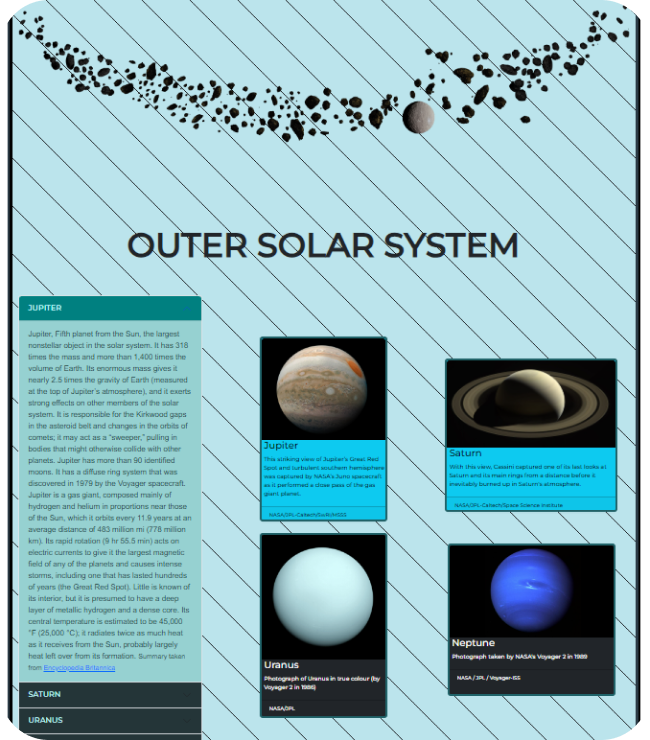 OUTER SOLAR SYSTEM
JUPITER
Jupiter, Fifth planet from the Sun, the largest
nonstellar object in the solar system. It has 318
times the mass and more than 1,400 times the
volume of Earth. Its enormous mass gives it
nearly 2.5 times the gravity of Earth (measured
at the top of Jupiter's atmosphere), and it exerts
strong effects on other members of the solar
system. It is responsible for the Kirkwood gaps
in the asteroid belt and changes in the orbits of
comets; it may act as a “sweeper,” pulling in
bodies that might otherwise collide with other
planets. Jupiter has more than 90 identified
moons. It has a diffuse ring system that was
discovered in 1979 by the Voyager spacecraft.
Jupiter is a gas giant, composed mainly of
hydrogen and helium in proportions near those
of the Sun, which it orbits every 11.9 years at an
average distance of 483 million mi (778 million
km). Its rapid rotation (9 hr 55.5 min) acts on
electric currents to give it the largest magnetic
field of any of the planets and causes intense
storms, including one that has lasted hundreds
of years (the Great Red Spot). Little is known of
its interior, but it is presumed to have a deep
layer of metallic hydrogen and a dense core. Its
central temperature is estimated to be 45,000
°F (25,000 °C); it radiates twice as much heat
as it receives from the Sun, probably largely
heat left over from its formation. Summary taken
from Encyclopedia Britannica
SATURN
URANUS
Jupiter
This striking view of Jupiter's Great Red
Spot and turbulent southern hemisphere
was captured by NASA's Juno spacecraft
as it performed a close pass of the gas
giant planet.
NASA/JPL-Caltech/SwRI/MSSS
Saturn
With this view, Cassini captured one of its last looks at
Saturn and its main rings from a distance before it
inevitably burned up in Saturn's atmosphere.
NASA/JPL-Caltech/Space Science Institute
Uranus
Photograph of Uranus in true colour (by
Voyager 2 in 1986)
NASA/JPL
Neptune
Photograph taken by NASA's Voyager 2 in 1989
NASA / JPL / Voyager-ISS